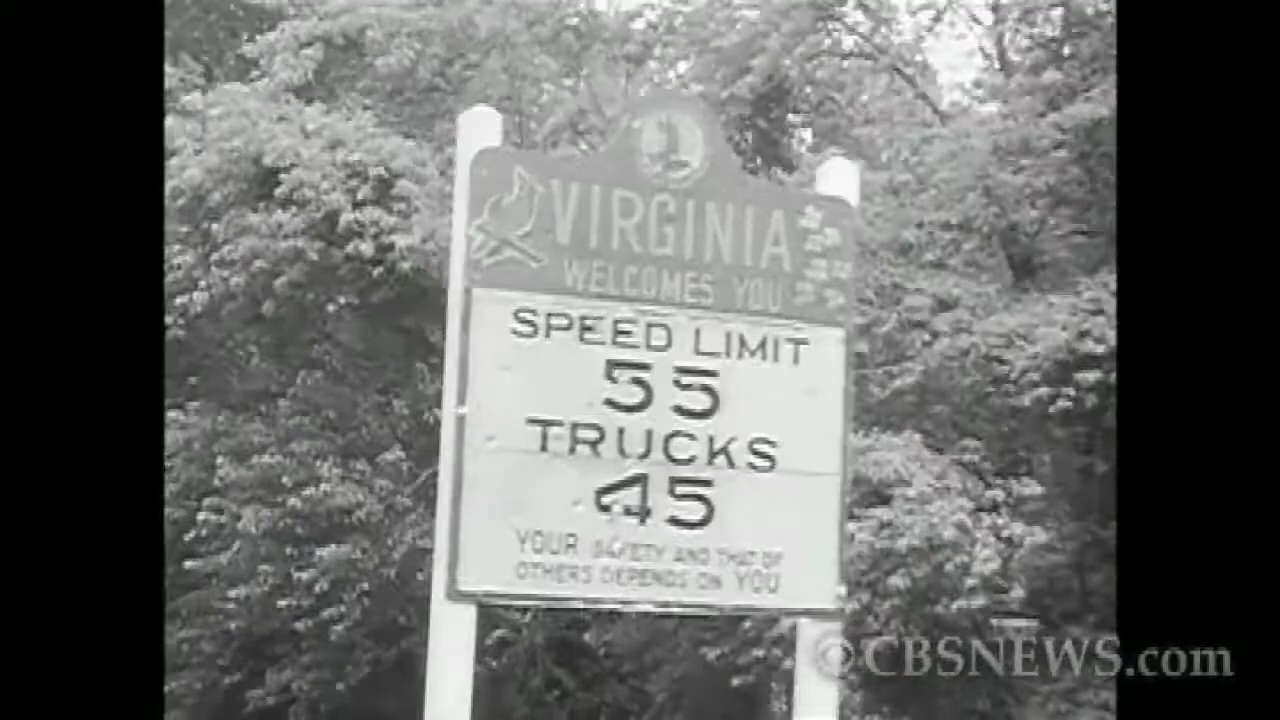 VIRGINIA
WELCOMES YOU
SPEED LIMIT
55
TRUCKS
45
YOUR SAFETY AND THAT OF
OTHERS DEPENDS ON YOU
©CBSNEWS.com